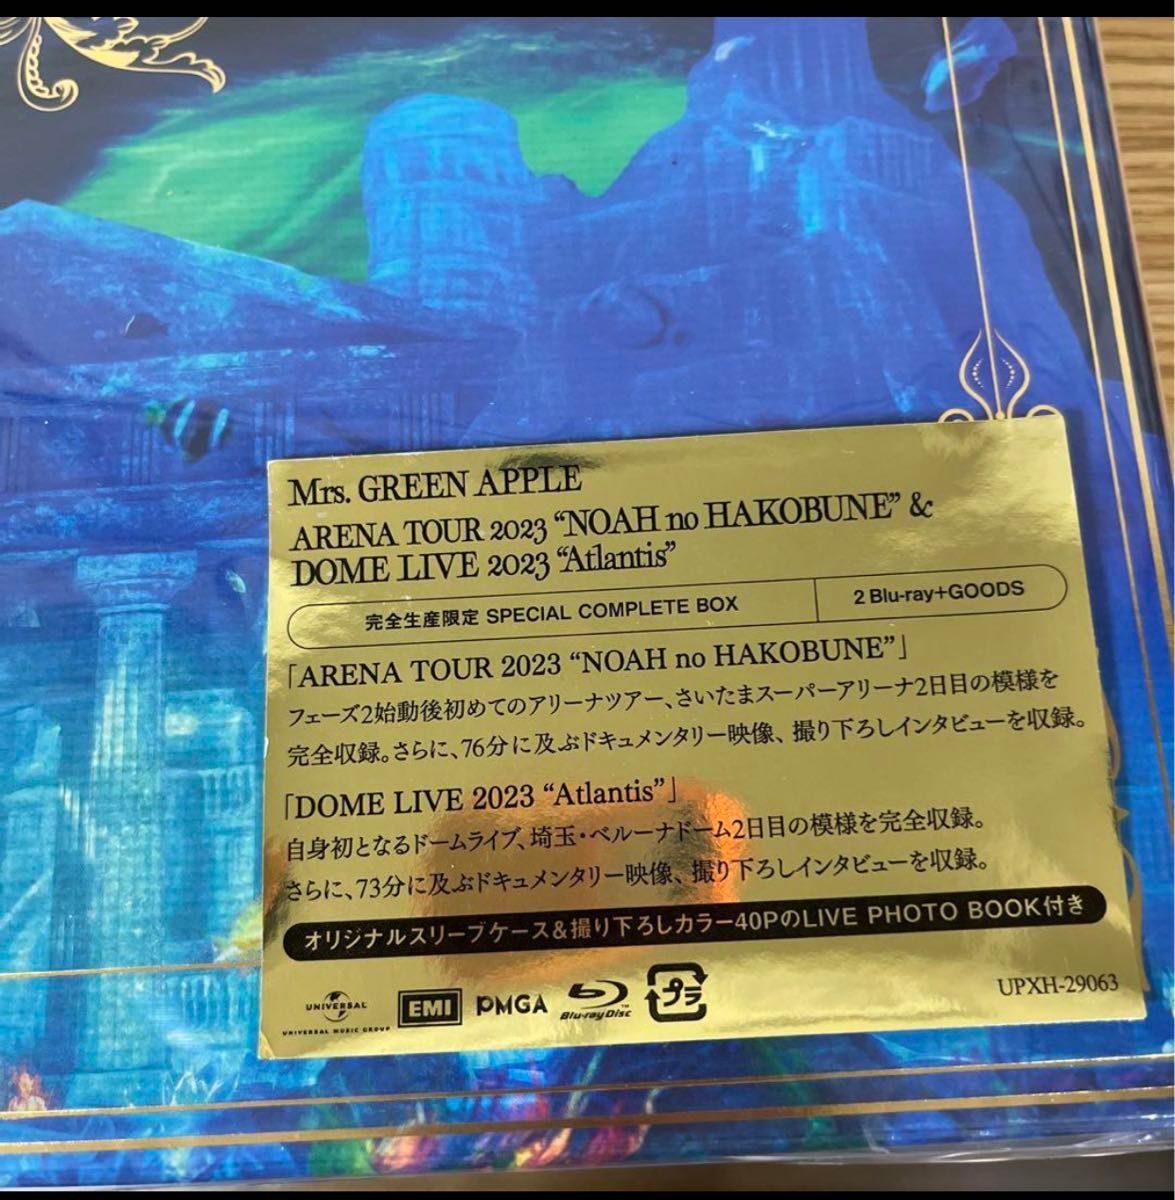 Mrs. GREEN APPLE
ARENA TOUR 2023 “NOAH no HAKOBUNE” &
DOME LIVE 2023 “Atlantis”
完全生産限定 SPECIAL COMPLETE BOX
2 Blu-ray+GOODS
「ARENA TOUR 2023 “NOAH no HAKOBUNE”」
フェーズ2始動後初めてのアリーナツアー、さいたまスーパーアリーナ2日目の模様を
完全収録。さらに、76分に及ぶドキュメンタリー映像、撮り下ろしインタビューを収録。
「DOME LIVE 2023 “Atlantis”」
自身初となるドームライブ、埼玉・ベルーナドーム2日目の模様を完全収録。
さらに、73分に及ぶドキュメンタリー映像、撮り下ろしインタビューを収録。
オリジナルスリーブケース&撮り下ろしカラー40PのLIVE PHOTO BOOK付き
UNIVERSAL
UNIVERSAL MUSIC GROUP
EMI
PMGA
Blu-ray Disc
プラ
UPXH-29063